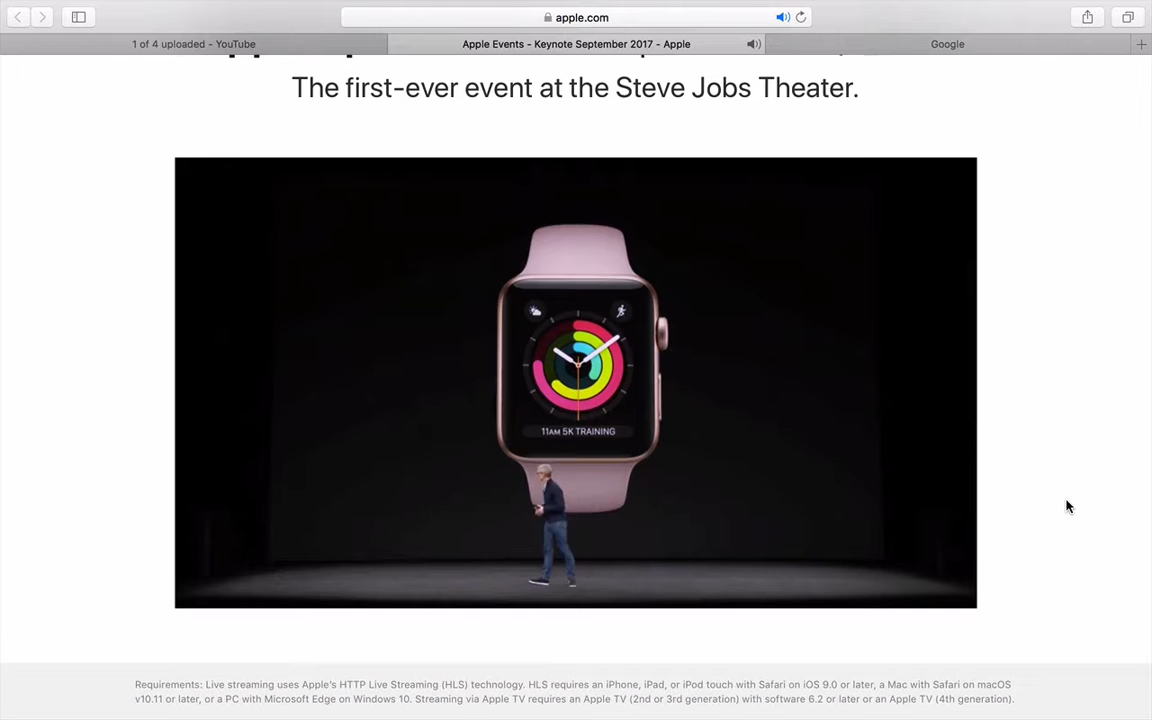 apple.com
1 of 4 uploaded - YouTube
Apple Events - Keynote September 2017 - Apple
Google
The first-ever event at the Steve Jobs Theater.
11AM 5K TRAINING
Requirements: Live streaming uses Apple's HTTP Live Streaming (HLS) technology. HLS requires an iPhone, iPad, or iPod touch with Safari on iOS 9.0 or later, a Mac with Safari on macOS
v10.11 or later, or a PC with Microsoft Edge on Windows 10. Streaming via Apple TV requires an Apple TV (2nd or 3rd generation) with software 6.2 or later or an Apple TV (4th generation).